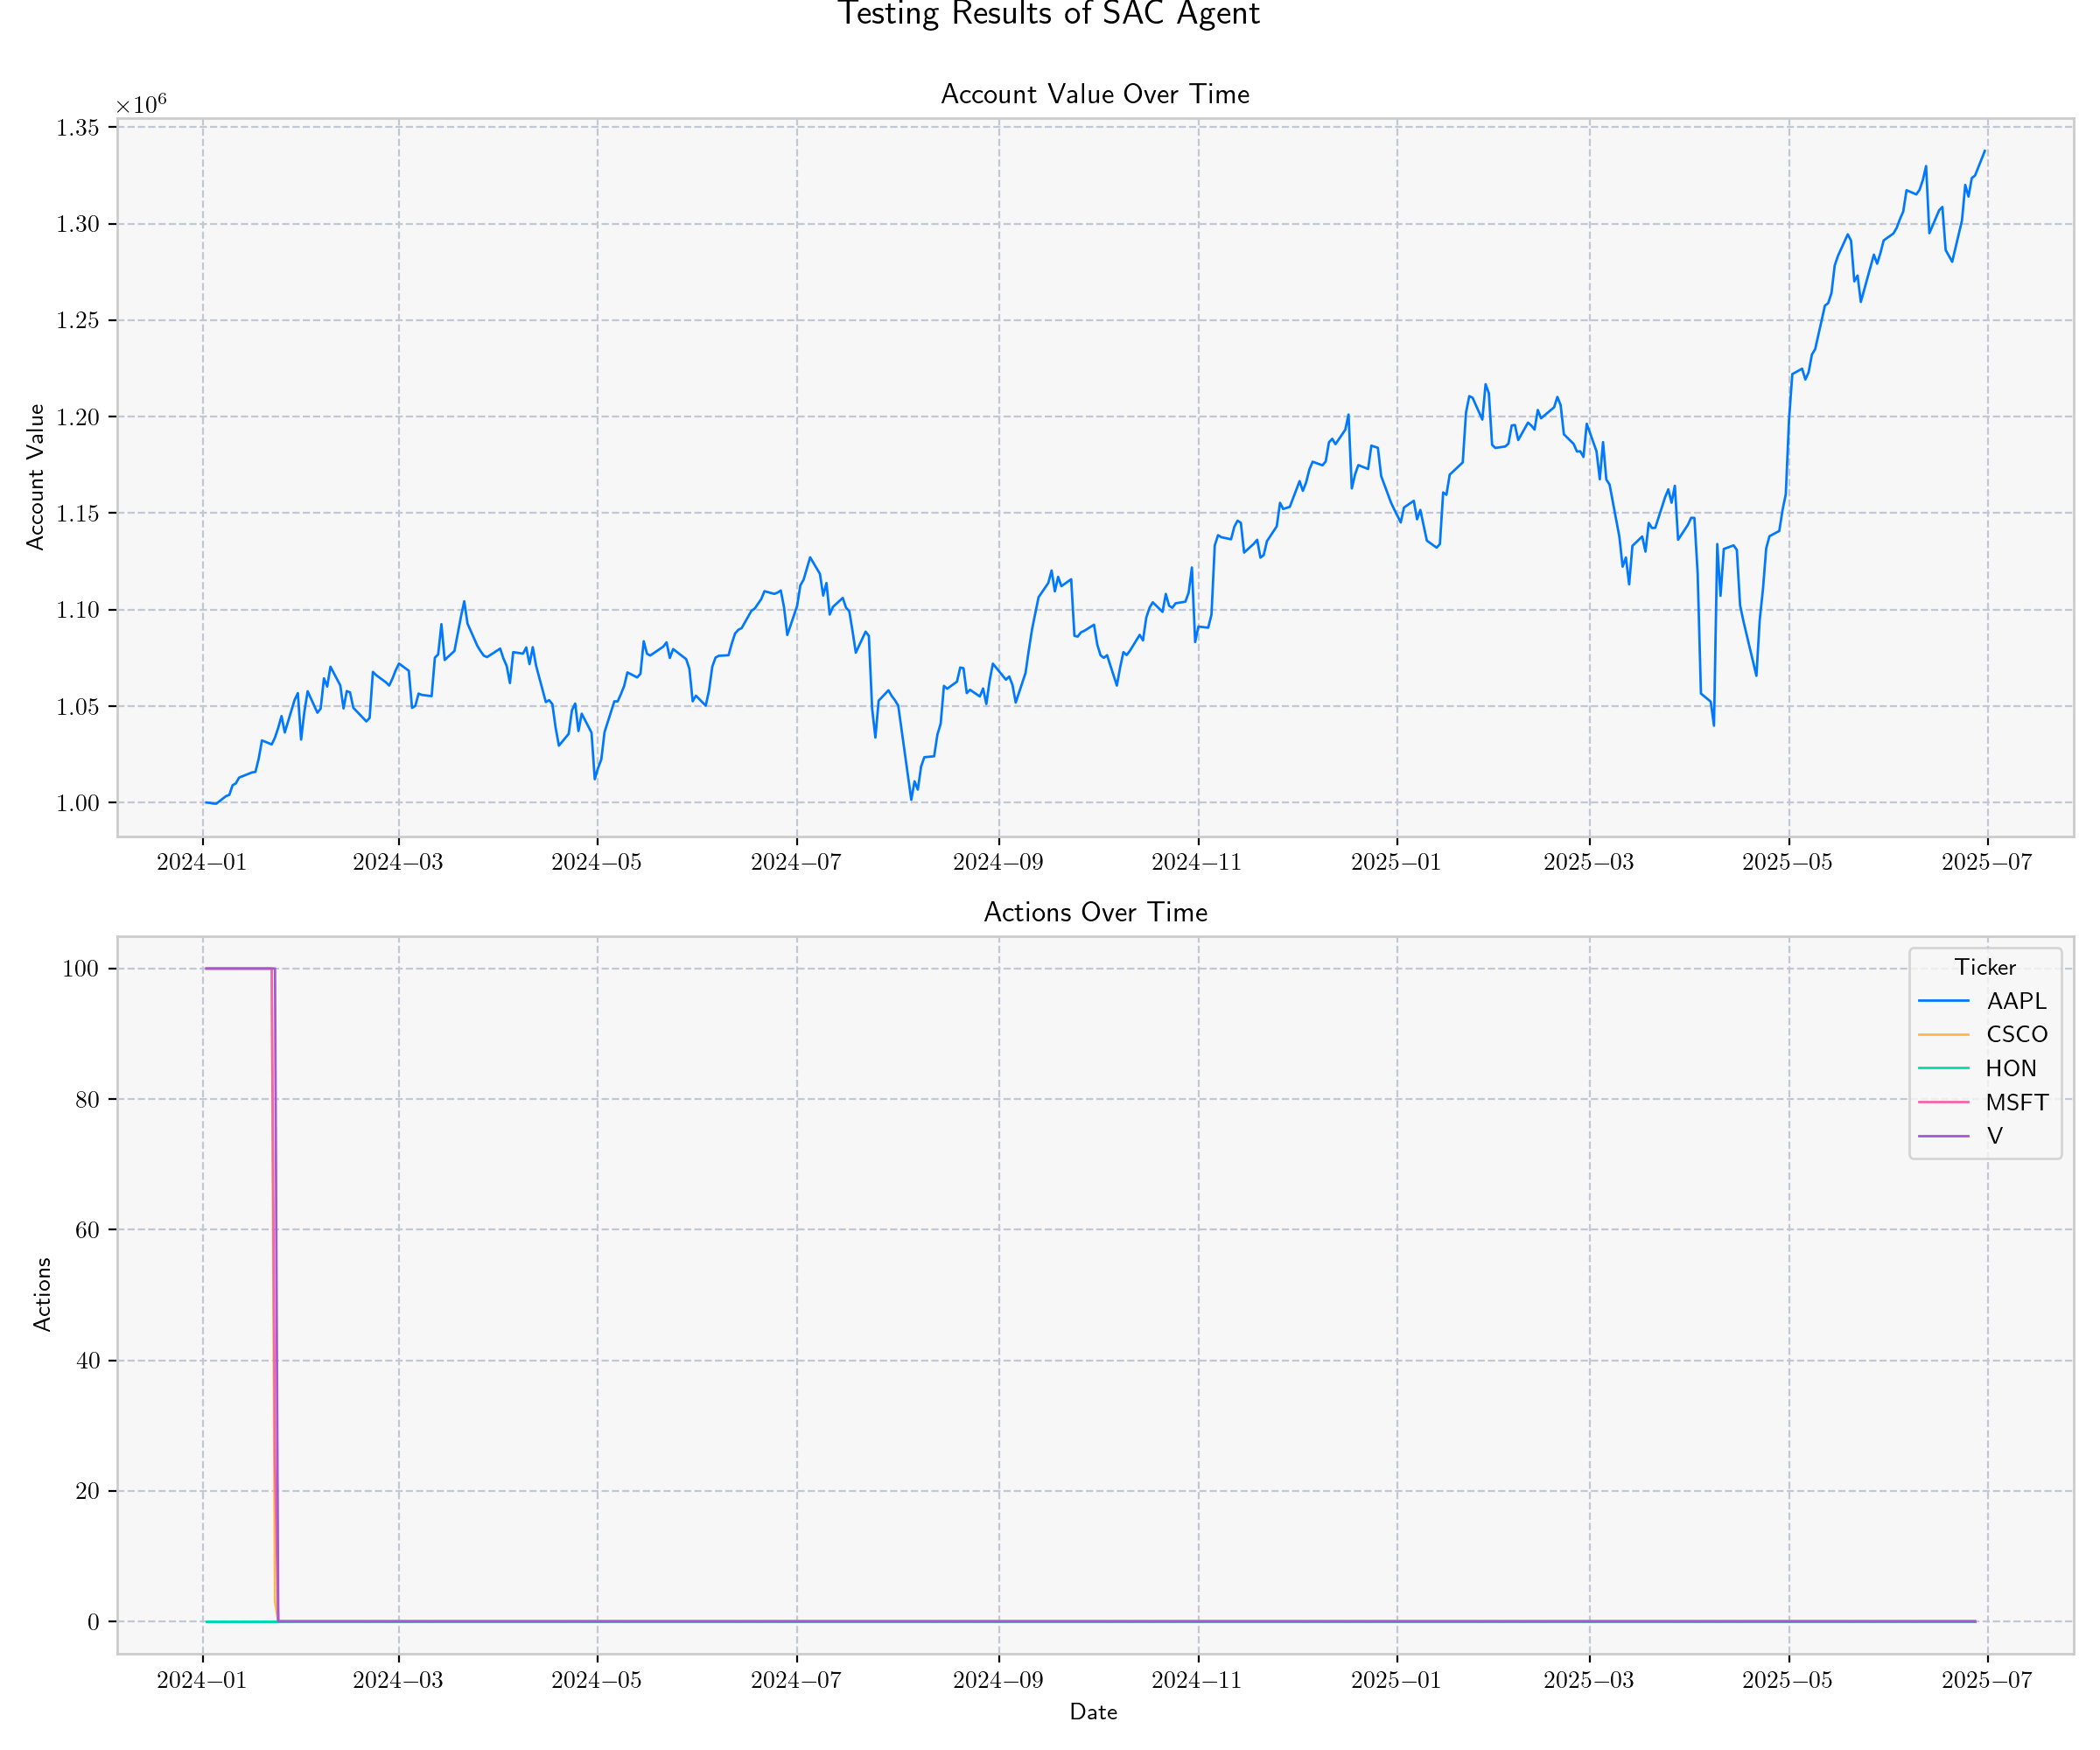 Testing Results of SAC Agent
Account Value Over Time
×10⁶
1.35
1.30
1.25
1.20
1.15
1.10
1.05
1.00
Account Value
2024–01 2024–03 2024–05 2024–07 2024–09 2024–11 2025–01 2025–03 2025–05 2025–07
Actions Over Time
100
80
60
40
20
0
Actions
Ticker
AAPL
CSCO
HON
MSFT
V
2024–01 2024–03 2024–05 2024–07 2024–09 2024–11 2025–01 2025–03 2025–05 2025–07
Date